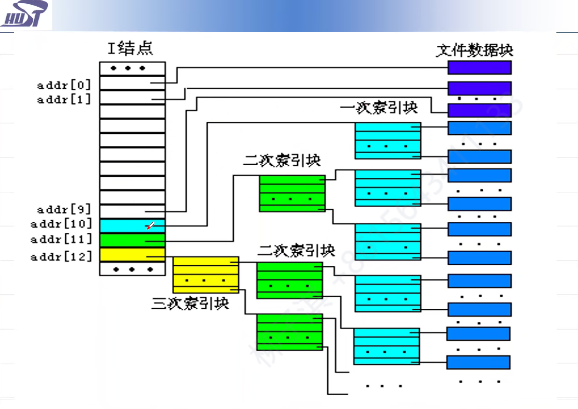 HUST
I结点
文件数据块
addr[0]
addr[1]
一次索引块
二次索引块
addr[9]
addr[10]
addr[11]
addr[12]
二次索引块
三次索引块